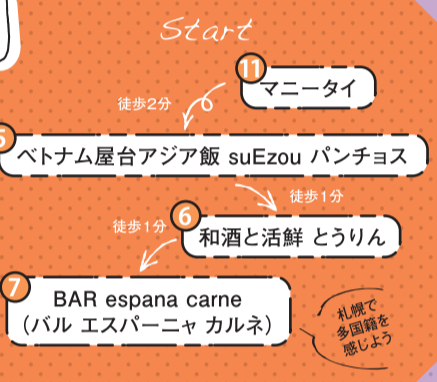 Start
11
マニータイ
徒歩2分
5
ベトナム屋台アジア飯 suEzou パンチョス
徒歩1分
6
和酒と活鮮 とうりん
徒歩1分
7
BAR espana carne
（バル エスパーニャ カルネ）
札幌で
多国籍を
感じよう